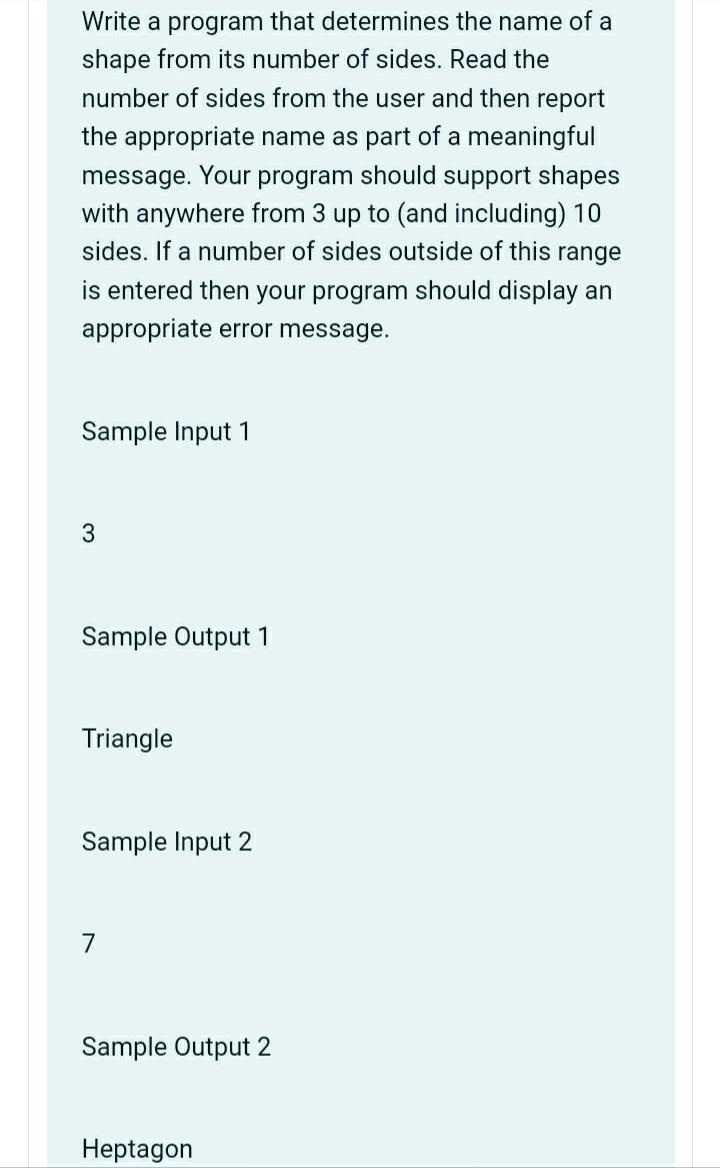 Write a program that determines the name of a
shape from its number of sides. Read the
number of sides from the user and then report
the appropriate name as part of a meaningful
message. Your program should support shapes
with anywhere from 3 up to (and including) 10
sides. If a number of sides outside of this range
is entered then your program should display an
appropriate error message.
Sample Input 1
3
Sample Output 1
Triangle
Sample Input 2
7
Sample Output 2
Heptagon